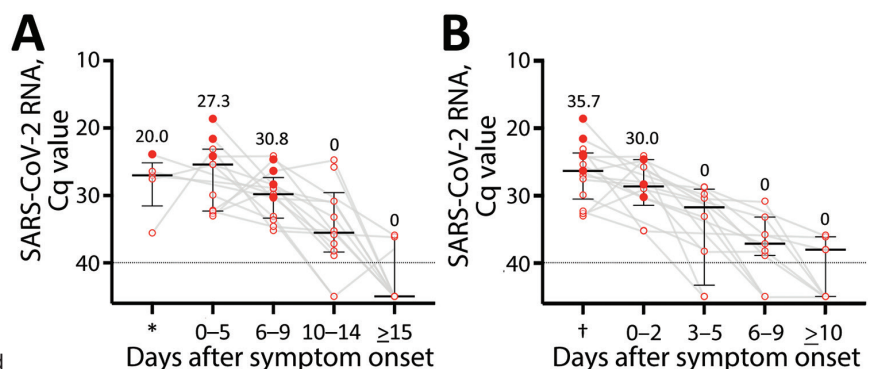 A
SARS-CoV-2 RNA,
Cq value
10
20
30
40
20.0
27.3
30.8
0
0
* 0–5 6–9 10–14 ≥15
Days after symptom onset
d
B
SARS-CoV-2 RNA,
Cq value
10
20
30
40
35.7
30.0
0
0
0
† 0–2 3–5 6–9 ≥10
Days after symptom onset